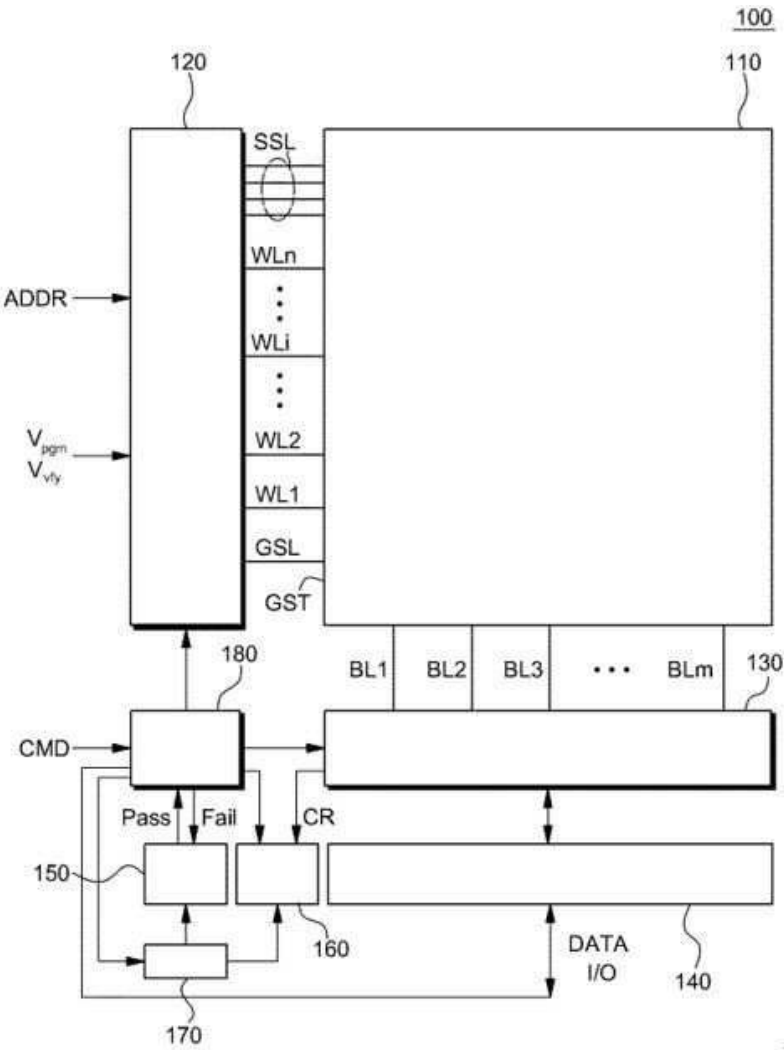 100
120
110
SSL
WLn
ADDR
WLi
Vpgm
Vvfy
WL2
WL1
GSL
GST
BL1 BL2 BL3 ••• BLm
180
130
CMD
Pass Fail CR
150
160
DATA
I/O
140
170